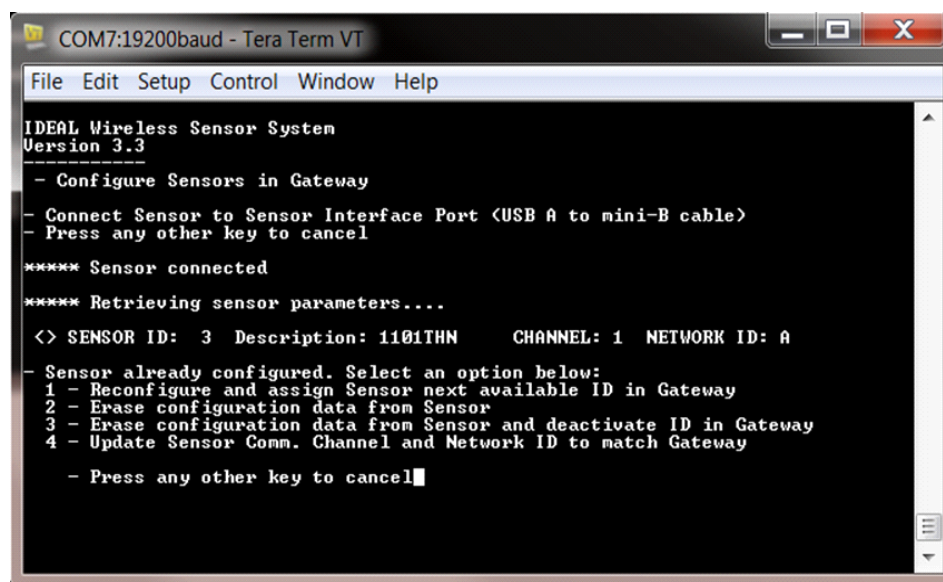 COM7:19200baud - Tera Term VT
File Edit Setup Control Window Help
IDEAL Wireless Sensor System
Version 3.3
-----------
- Configure Sensors in Gateway
- Connect Sensor to Sensor Interface Port <USB A to mini-B cable>
- Press any other key to cancel
***** Sensor connected
***** Retrieving sensor parameters....
<> SENSOR ID: 3 Description: 1101THN CHANNEL: 1 NETWORK ID: A
- Sensor already configured. Select an option below:
1 - Reconfigure and assign Sensor next available ID in Gateway
2 - Erase configuration data from Sensor
3 - Erase configuration data from Sensor and deactivate ID in Gateway
4 - Update Sensor Comm. Channel and Network ID to match Gateway
- Press any other key to cancel